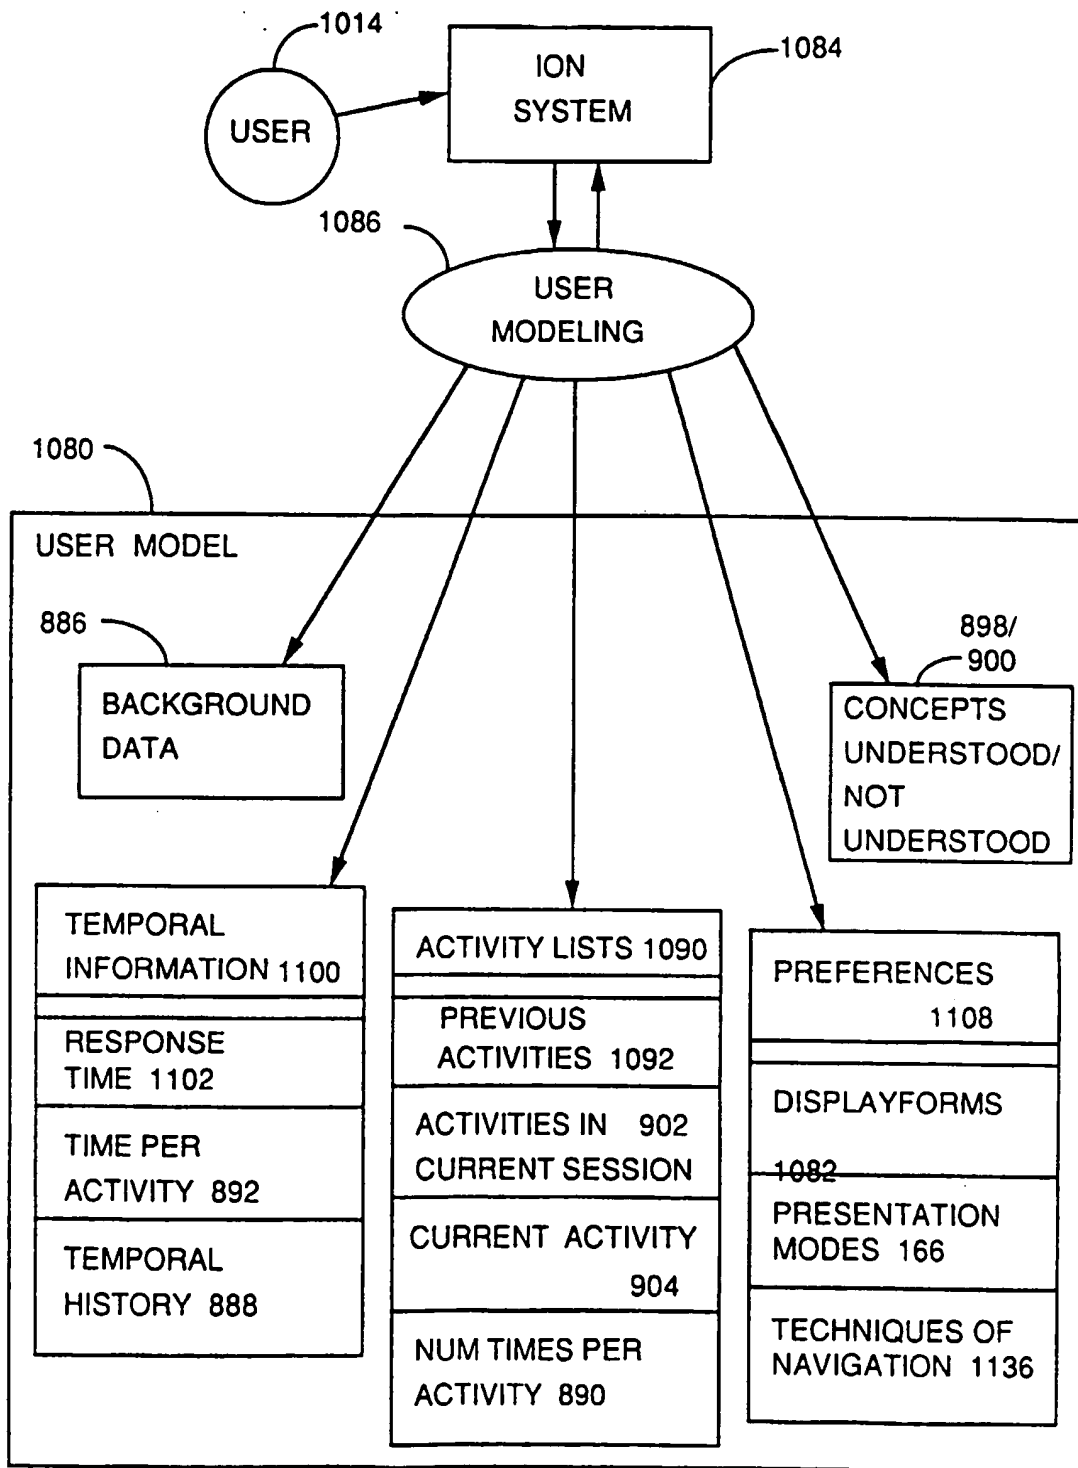 1014
1084
ION
SYSTEM
USER
1086
USER
MODELING
1080
USER MODEL
886
898/
900
BACKGROUND
DATA
CONCEPTS
UNDERSTOOD/
NOT
UNDERSTOOD
TEMPORAL
INFORMATION 1100
RESPONSE
TIME 1102
TIME PER
ACTIVITY 892
TEMPORAL
HISTORY 888
ACTIVITY LISTS 1090
PREVIOUS
ACTIVITIES 1092
ACTIVITIES IN 902
CURRENT SESSION
CURRENT ACTIVITY
904
NUM TIMES PER
ACTIVITY 890
PREFERENCES
1108
DISPLAYFORMS
1082
PRESENTATION
MODES 166
TECHNIQUES OF
NAVIGATION 1136